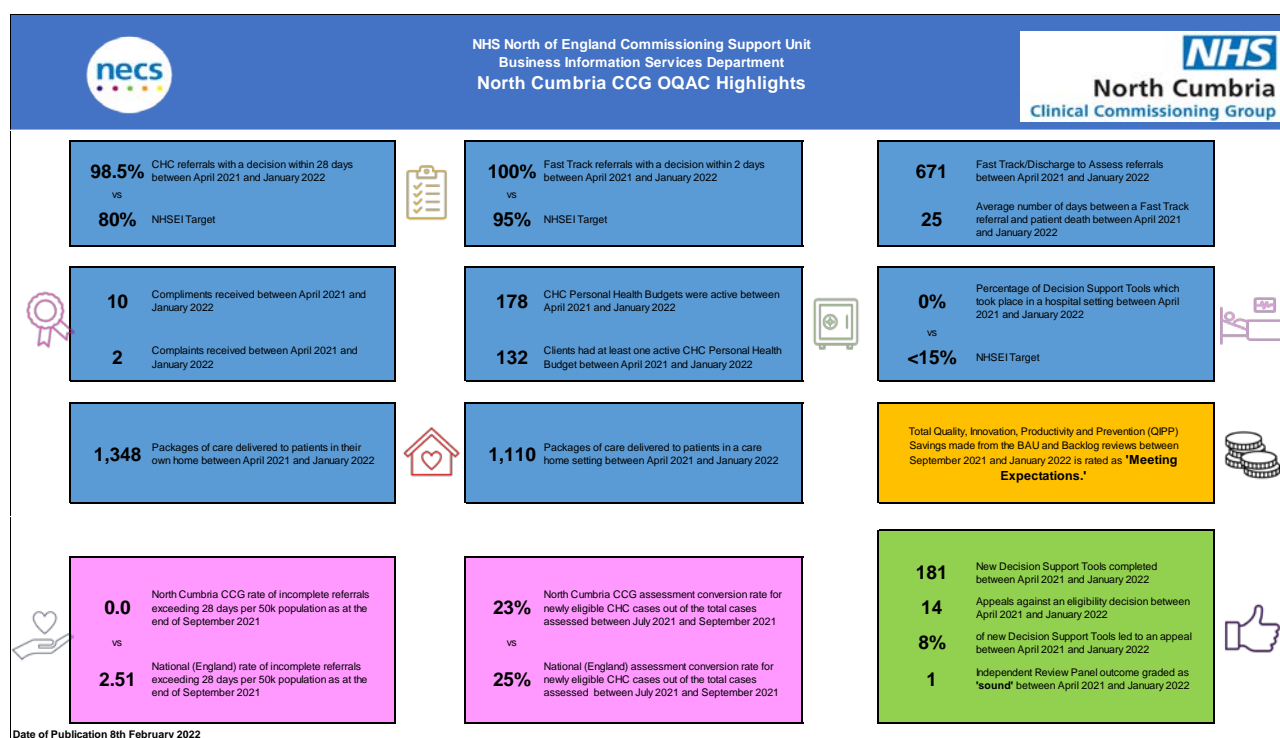 necs
NHS North of England Commissioning Support Unit
Business Information Services Department
North Cumbria CCG OQAC Highlights
NHS
North Cumbria
Clinical Commissioning Group
98.5%
CHC referrals with a decision within 28 days
between April 2021 and January 2022
vs
80%
NHSEI Target
100%
Fast Track referrals with a decision within 2 days
between April 2021 and January 2022
vs
95%
NHSEI Target
671
Fast Track/Discharge to Assess referrals
between April 2021 and January 2022
25
Average number of days between a Fast Track
referral and patient death between April 2021
and January 2022
10
Compliments received between April 2021 and
January 2022
2
Complaints received between April 2021 and
January 2022
178
CHC Personal Health Budgets were active between
April 2021 and January 2022
132
Clients had at least one active CHC Personal Health
Budget between April 2021 and January 2022
0%
Percentage of Decision Support Tools which
took place in a hospital setting between April
2021 and January 2022
vs
<15%
NHSEI Target
1,348
Packages of care delivered to patients in their
own home between April 2021 and January 2022
1,110
Packages of care delivered to patients in a care
home setting between April 2021 and January 2022
Total Quality, Innovation, Productivity and Prevention (QIPP)
Savings made from the BAU and Backlog reviews between
September 2021 and January 2022 is rated as 'Meeting
Expectations.'
0.0
North Cumbria CCG rate of incomplete referrals
exceeding 28 days per 50k population as at the
end of September 2021
vs
2.51
National (England) rate of incomplete referrals
exceeding 28 days per 50k population as at the
end of September 2021
23%
North Cumbria CCG assessment conversion rate for
newly eligible CHC cases out of the total cases
assessed between July 2021 and September 2021
vs
25%
National (England) assessment conversion rate for
newly eligible CHC cases out of the total cases
assessed between July 2021 and September 2021
181
New Decision Support Tools completed
between April 2021 and January 2022
14
Appeals against an eligibility decision between
April 2021 and January 2022
8%
of new Decision Support Tools led to an appeal
between April 2021 and January 2022
1
Independent Review Panel outcome graded as
'sound' between April 2021 and January 2022
Date of Publication 8th February 2022